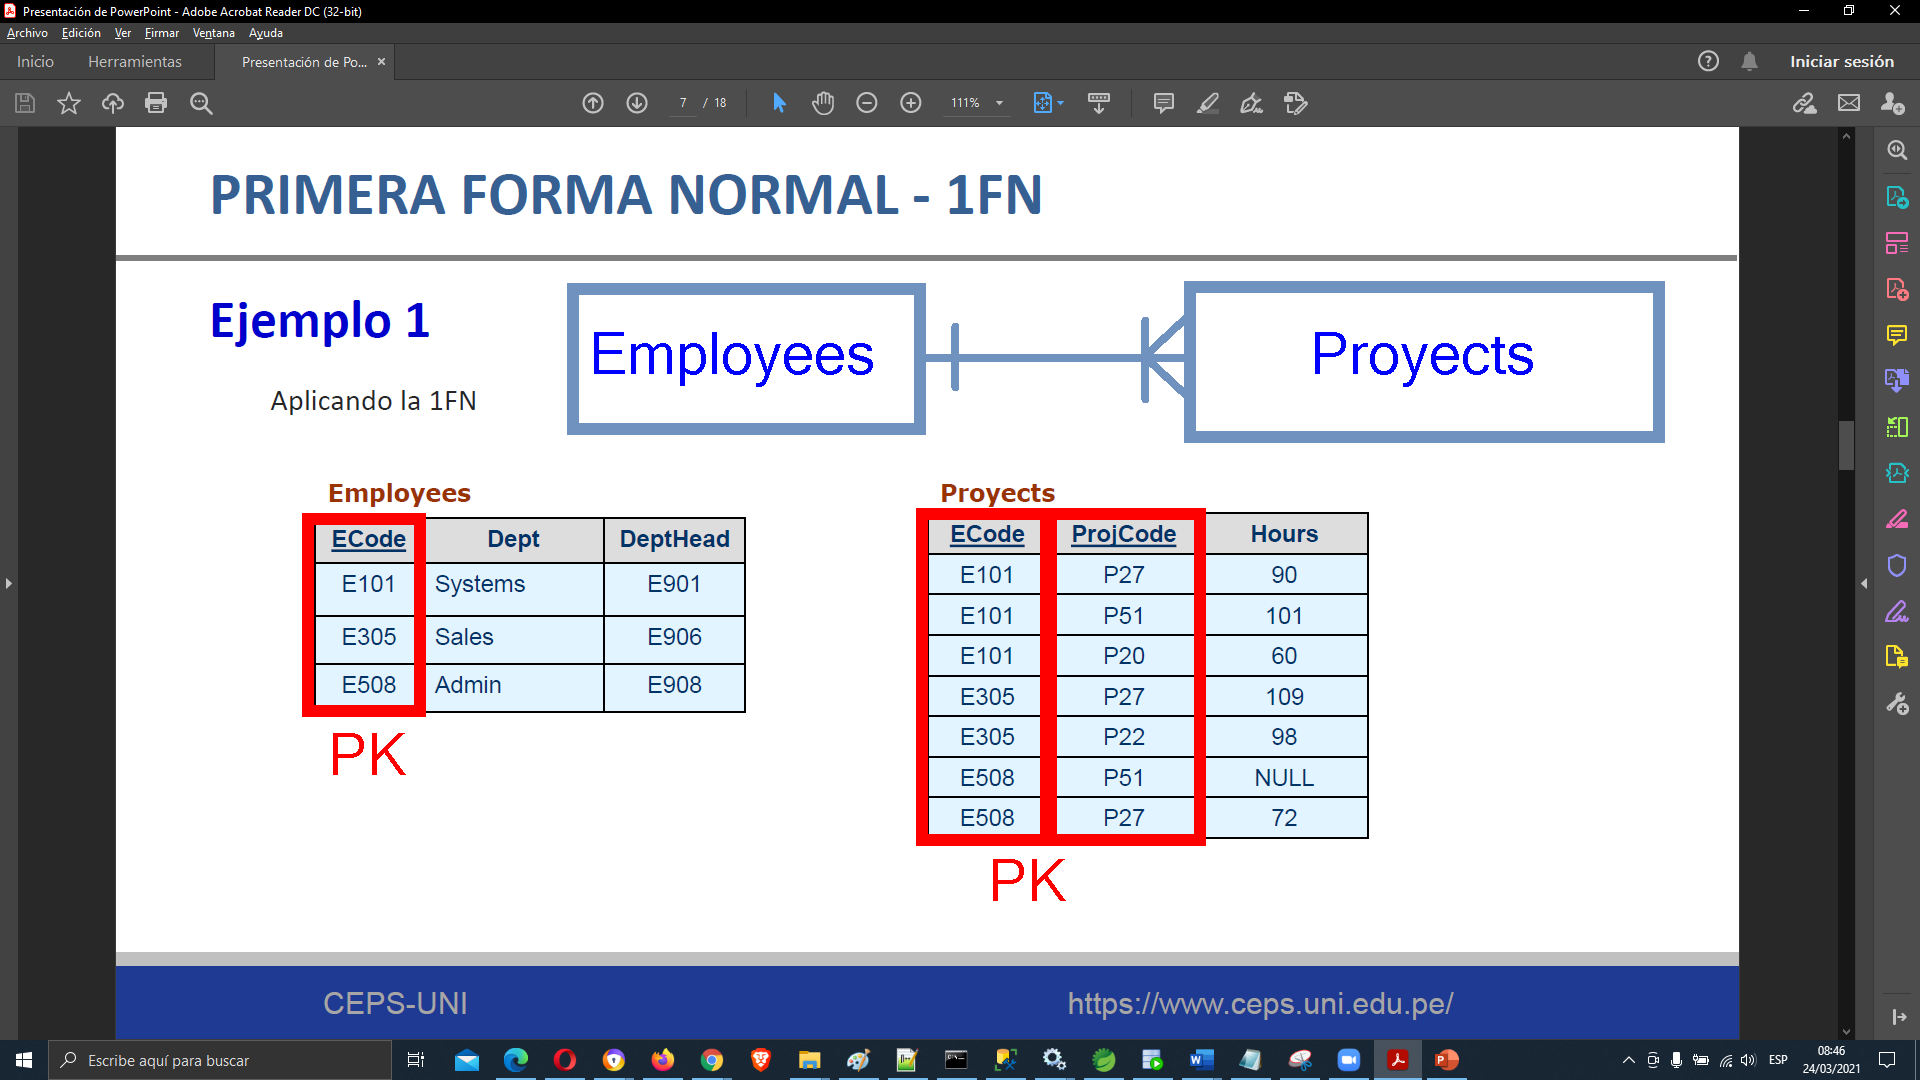 Presentación de PowerPoint - Adobe Acrobat Reader DC (32-bit)
Archivo Edición Ver Firmar Ventana Ayuda
Inicio Herramientas Presentación de Po... × Iniciar sesión
7 / 18 111%
PRIMERA FORMA NORMAL - 1FN
Ejemplo 1
Employees Proyects
Aplicando la 1FN
Employees
ECode Dept DeptHead
E101 Systems E901
E305 Sales E906
E508 Admin E908
PK
Proyects
ECode ProjCode Hours
E101 P27 90
E101 P51 101
E101 P20 60
E305 P27 109
E305 P22 98
E508 P51 NULL
E508 P27 72
PK
CEPS-UNI https://www.ceps.uni.edu.pe/
Escribe aquí para buscar
ESP
08:46
24/03/2021